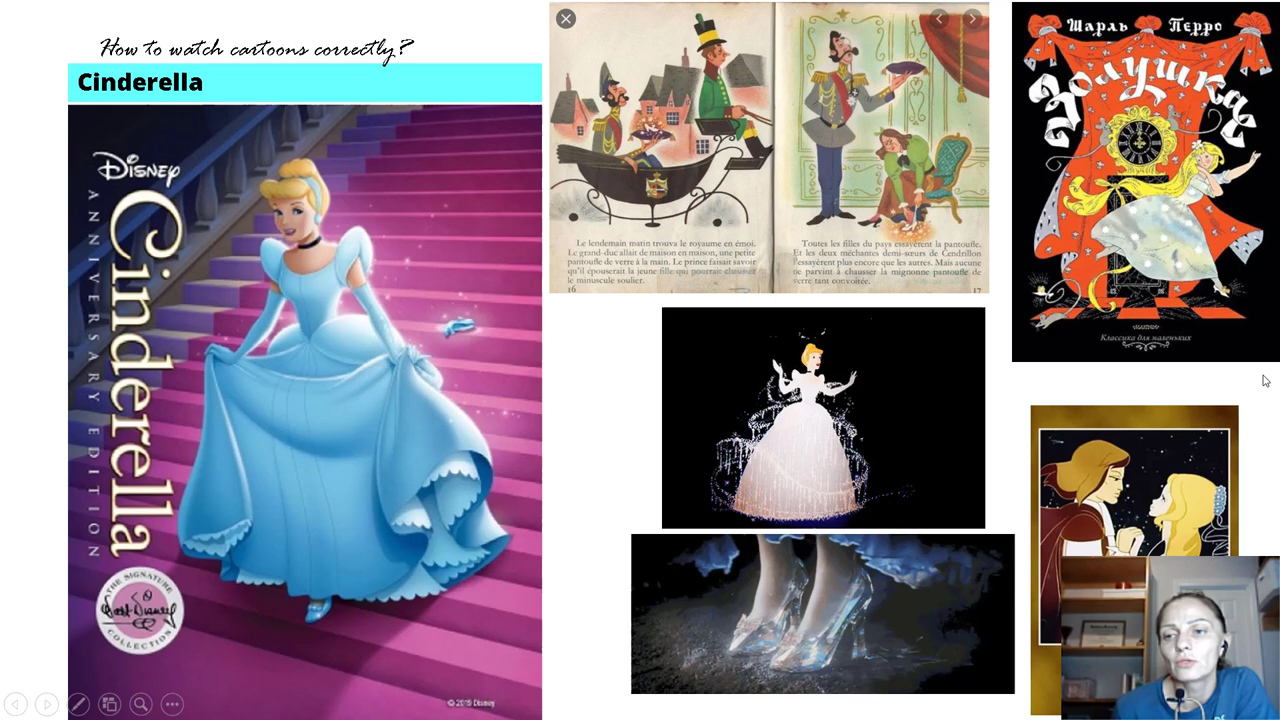 How to watch cartoons correctly?
Cinderella
Disney
Cinderella
ANNIVERSARY EDITION
THE SIGNATURE
Walt Disney
COLLECTION
© 2019 Disney
Le lendemain matin trouva le royaume en émoi.
Le grand-duc allait de maison en maison, une petite
pantoufle de verre à la main. Le prince faisait savoir
qu'il épouserait la jeune fille qui pourrait chausser
le minuscule soulier.
16
Toutes les filles du pays essayèrent la pantoufle.
Et les deux méchantes demi-sœurs de Cendrillon
l'essayèrent plus encore que les autres. Mais aucune
ne parvint à chausser la mignonne pantoufle de
verre tant convoitée.
17
Шарль Перро
Золушка
Классика для маленьких